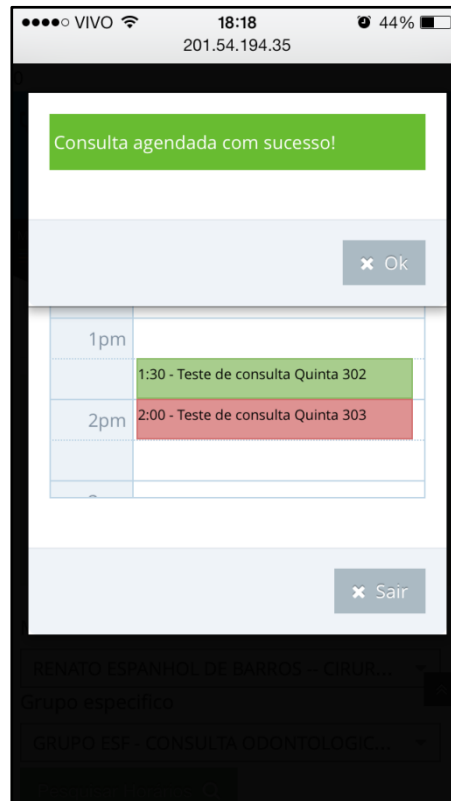 VIVO 18:18 44%
201.54.194.35
Consulta agendada com sucesso!
Ok
1pm
1:30 - Teste de consulta Quinta 302
2pm
2:00 - Teste de consulta Quinta 303
Sair
RENATO ESPANHOL DE BARROS -- CIRUR...
Grupo específico
GRUPO ESF - CONSULTA ODONTOLOGIC...